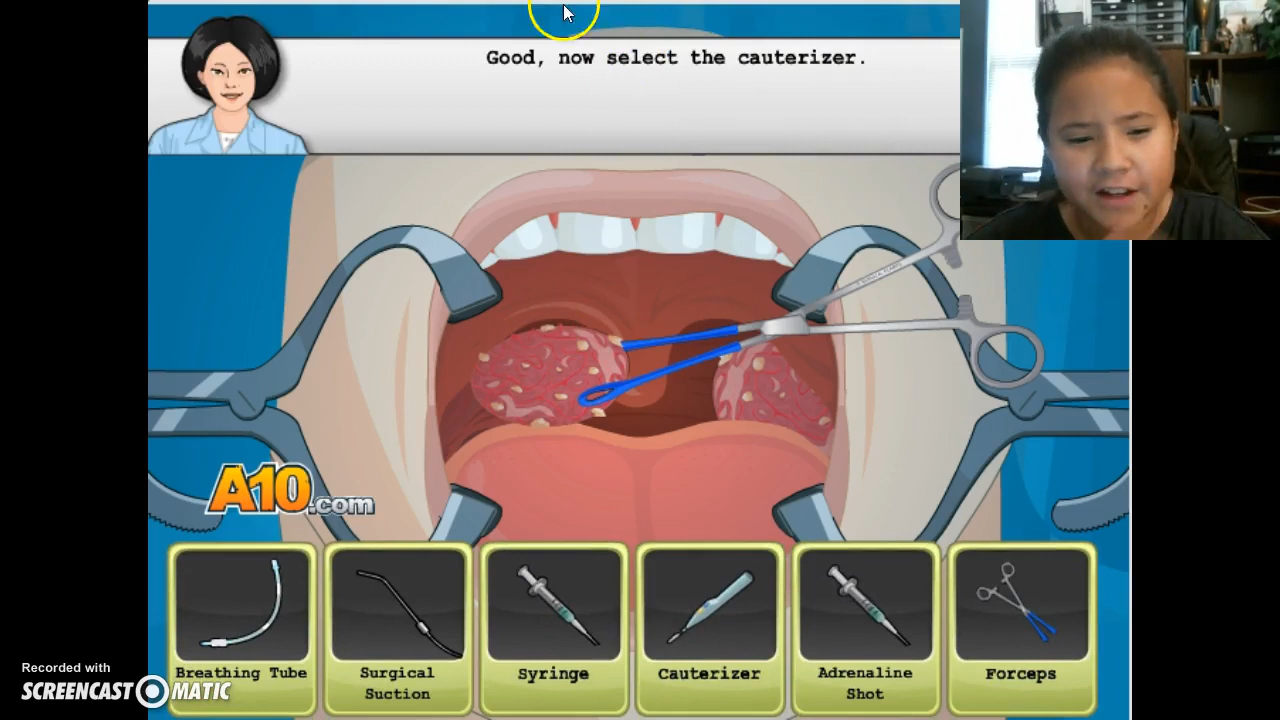 Good, now select the cauterizer.
A10.com
Breathing Tube
Surgical
Suction
Syringe
Cauterizer
Adrenaline
Shot
Forceps
Recorded with
SCREENCAST MATIC